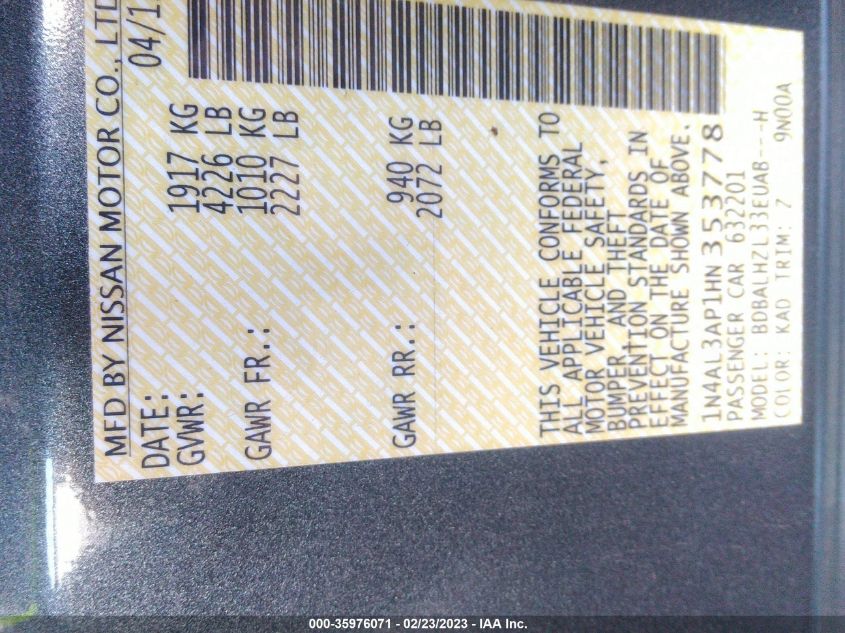 MFD BY NISSAN MOTOR CO., LTD
DATE: 04/1
GVWR: 1917 KG
4226 LB
GAWR FR.: 1010 KG
2227 LB
GAWR RR.: 940 KG
2072 LB
THIS VEHICLE CONFORMS TO
ALL APPLICABLE FEDERAL
MOTOR VEHICLE SAFETY,
BUMPER, AND THEFT
PREVENTION STANDARDS IN
EFFECT ON THE DATE OF
MANUFACTURE SHOWN ABOVE.
1N4AL3AP1HN353778
PASSENGER CAR 632201
MODEL: BDBALHZL33EUAB---H
COLOR: KAD TRIM: Z 9N00A
000-35976071 - 02/23/2023 - IAA Inc.